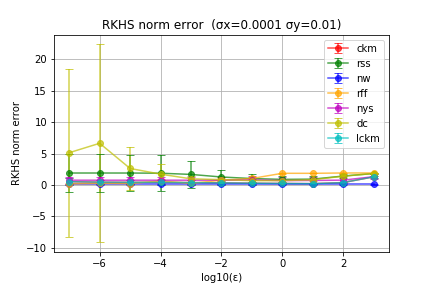 RKHS norm error  (σx=0.0001 σy=0.01)
ckm
rss
nw
rff
nys
dc
lckm
RKHS norm error
20
15
10
5
0
−5
−10
−6
−4
−2
0
2
log10(ε)